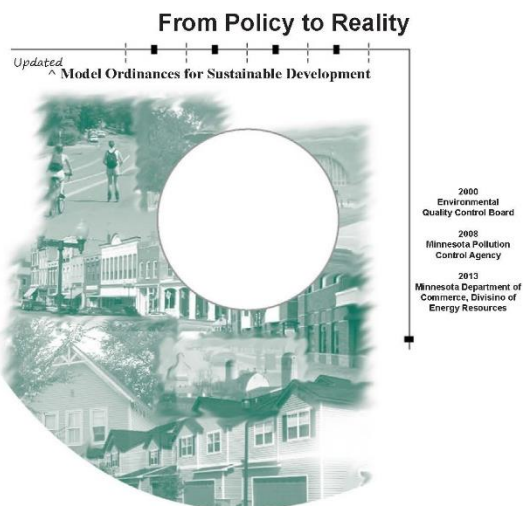 From Policy to Reality
Updated
^ Model Ordinances for Sustainable Development
2000
Environmental
Quality Control Board
2008
Minnesota Pollution
Control Agency
2013
Minnesota Department of
Commerce, Divisino of
Energy Resources